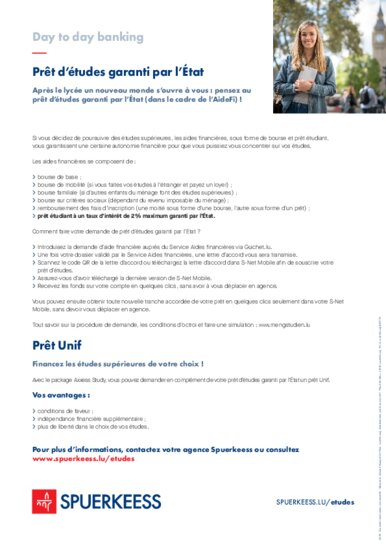 Day to day banking
Prêt d'études garanti par l'État
Après le lycée un nouveau monde s'ouvre à vous : pensez au
prêt d'études garanti par l'État (dans le cadre de l'AideFi) !
Si vous décidez de poursuivre des études supérieures, les aides financières, sous forme de bourse et prêt étudiant,
vous garantissent une certaine autonomie financière pour que vous puissiez vous concentrer sur vos études.
Les aides financières se composent de :
> bourse de base ;
> bourse de mobilité (si vous faites vos études à l'étranger et payez un loyer) ;
> bourse familiale (si d'autres enfants du ménage font des études supérieures) ;
> bourse sur critères sociaux (dépendant du revenu imposable du ménage) ;
> remboursement des frais d'inscription (une moitié sous forme d'une bourse, l'autre sous forme d'un prêt) ;
> prêt étudiant à un taux d'intérêt de 2% maximum garanti par l'État.
Comment faire votre demande de prêt d'études garanti par l'État ?
> Introduisez la demande d'aide financière auprès du Service Aides financières via Guichet.lu.
> Une fois votre dossier validé par le Service Aides financières, une lettre d'accord vous sera transmise.
> Scannez le code QR de la lettre d'accord ou téléchargez la lettre d'accord dans S-Net Mobile afin de souscrire votre
prêt d'études.
> Assurez-vous d'avoir téléchargé la dernière version de S-Net Mobile.
> Recevez les fonds sur votre compte en quelques clics, sans avoir à vous déplacer en agence.
Vous pouvez ensuite obtenir toute nouvelle tranche accordée de votre prêt en quelques clics seulement dans votre S-Net
Mobile, sans devoir vous déplacer en agence.
Tout savoir sur la procédure de demande, les conditions d'octroi et faire une simulation : www.mengstudien.lu
Prêt Unif
Financez les études supérieures de votre choix !
Avec le package Axxess Study, vous pouvez demander en complément de votre prêt d'études garanti par l'État un prêt Unif.
Vos avantages :
> conditions de faveur ;
> indépendance financière supplémentaire ;
> plus de liberté dans le choix de vos études.
Pour plus d'informations, contactez votre agence Spuerkeess ou consultez
www.spuerkeess.lu/etudes
SPUERKEESS
SPUERKEESS.LU/etudes